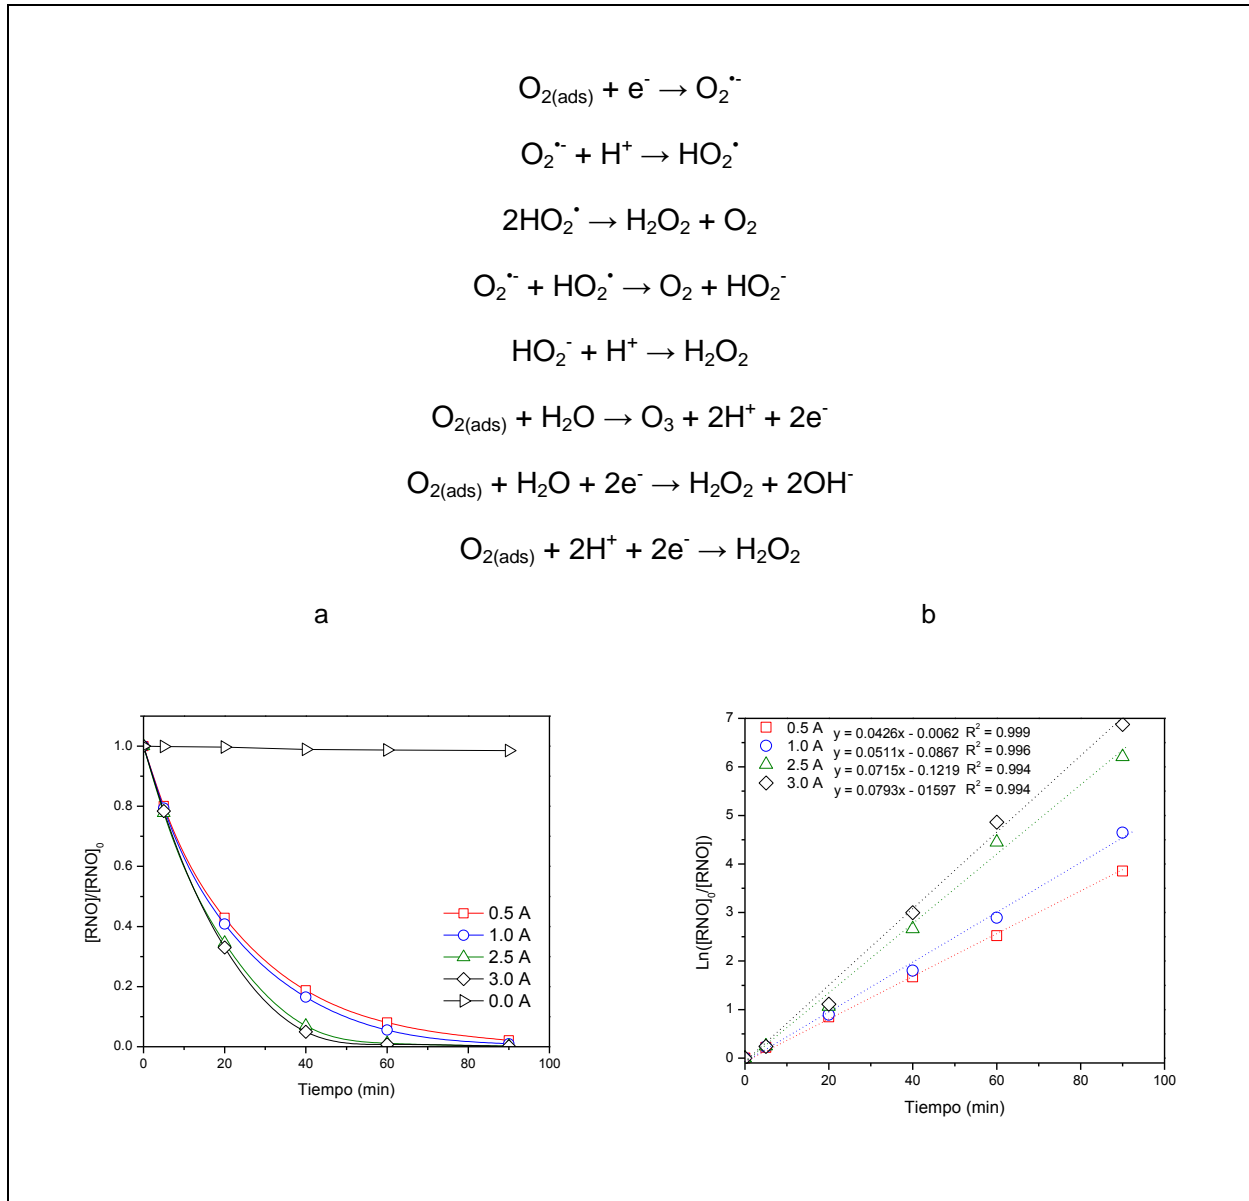 O₂(ads) + e⁻ → O₂•⁻
O₂•⁻ + H⁺ → HO₂•
2HO₂• → H₂O₂ + O₂
O₂•⁻ + HO₂• → O₂ + HO₂⁻
HO₂⁻ + H⁺ → H₂O₂
O₂(ads) + H₂O → O₃ + 2H⁺ + 2e⁻
O₂(ads) + H₂O + 2e⁻ → H₂O₂ + 2OH⁻
O₂(ads) + 2H⁺ + 2e⁻ → H₂O₂
a
1.0
0.8
0.6
0.4
0.2
0.0
[RNO]/[RNO]₀
0.5 A
1.0 A
2.5 A
3.0 A
0.0 A
0 20 40 60 80 100
Tiempo (min)
b
7
6
5
4
3
2
1
0
Ln([RNO]₀/[RNO])
0.5 A y = 0.0426x - 0.0062 R² = 0.999
1.0 A y = 0.0511x - 0.0867 R² = 0.996
2.5 A y = 0.0715x - 0.1219 R² = 0.994
3.0 A y = 0.0793x - 01597 R² = 0.994
0 20 40 60 80 100
Tiempo (min)